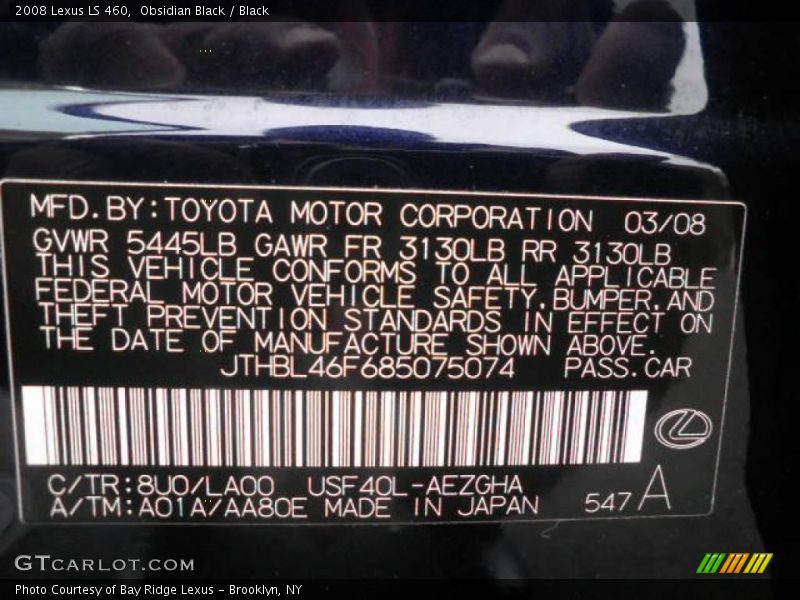 2008 Lexus LS 460,  Obsidian Black / Black
MFD.BY:TOYOTA MOTOR CORPORATION 03/08
GVWR 5445LB GAWR FR 3130LB RR 3130LB
THIS VEHICLE CONFORMS TO ALL APPLICABLE
FEDERAL MOTOR VEHICLE SAFETY.BUMPER.AND
THEFT PREVENTION STANDARDS IN EFFECT ON
THE DATE OF MANUFACTURE SHOWN ABOVE.
JTHBL46F685075074 PASS.CAR
C/TR:8U0/LA00 USF40L-AEZGHA
A/TM:A01A/AA80E MADE IN JAPAN 547 A
GTCARLOT.COM
Photo Courtesy of Bay Ridge Lexus – Brooklyn, NY